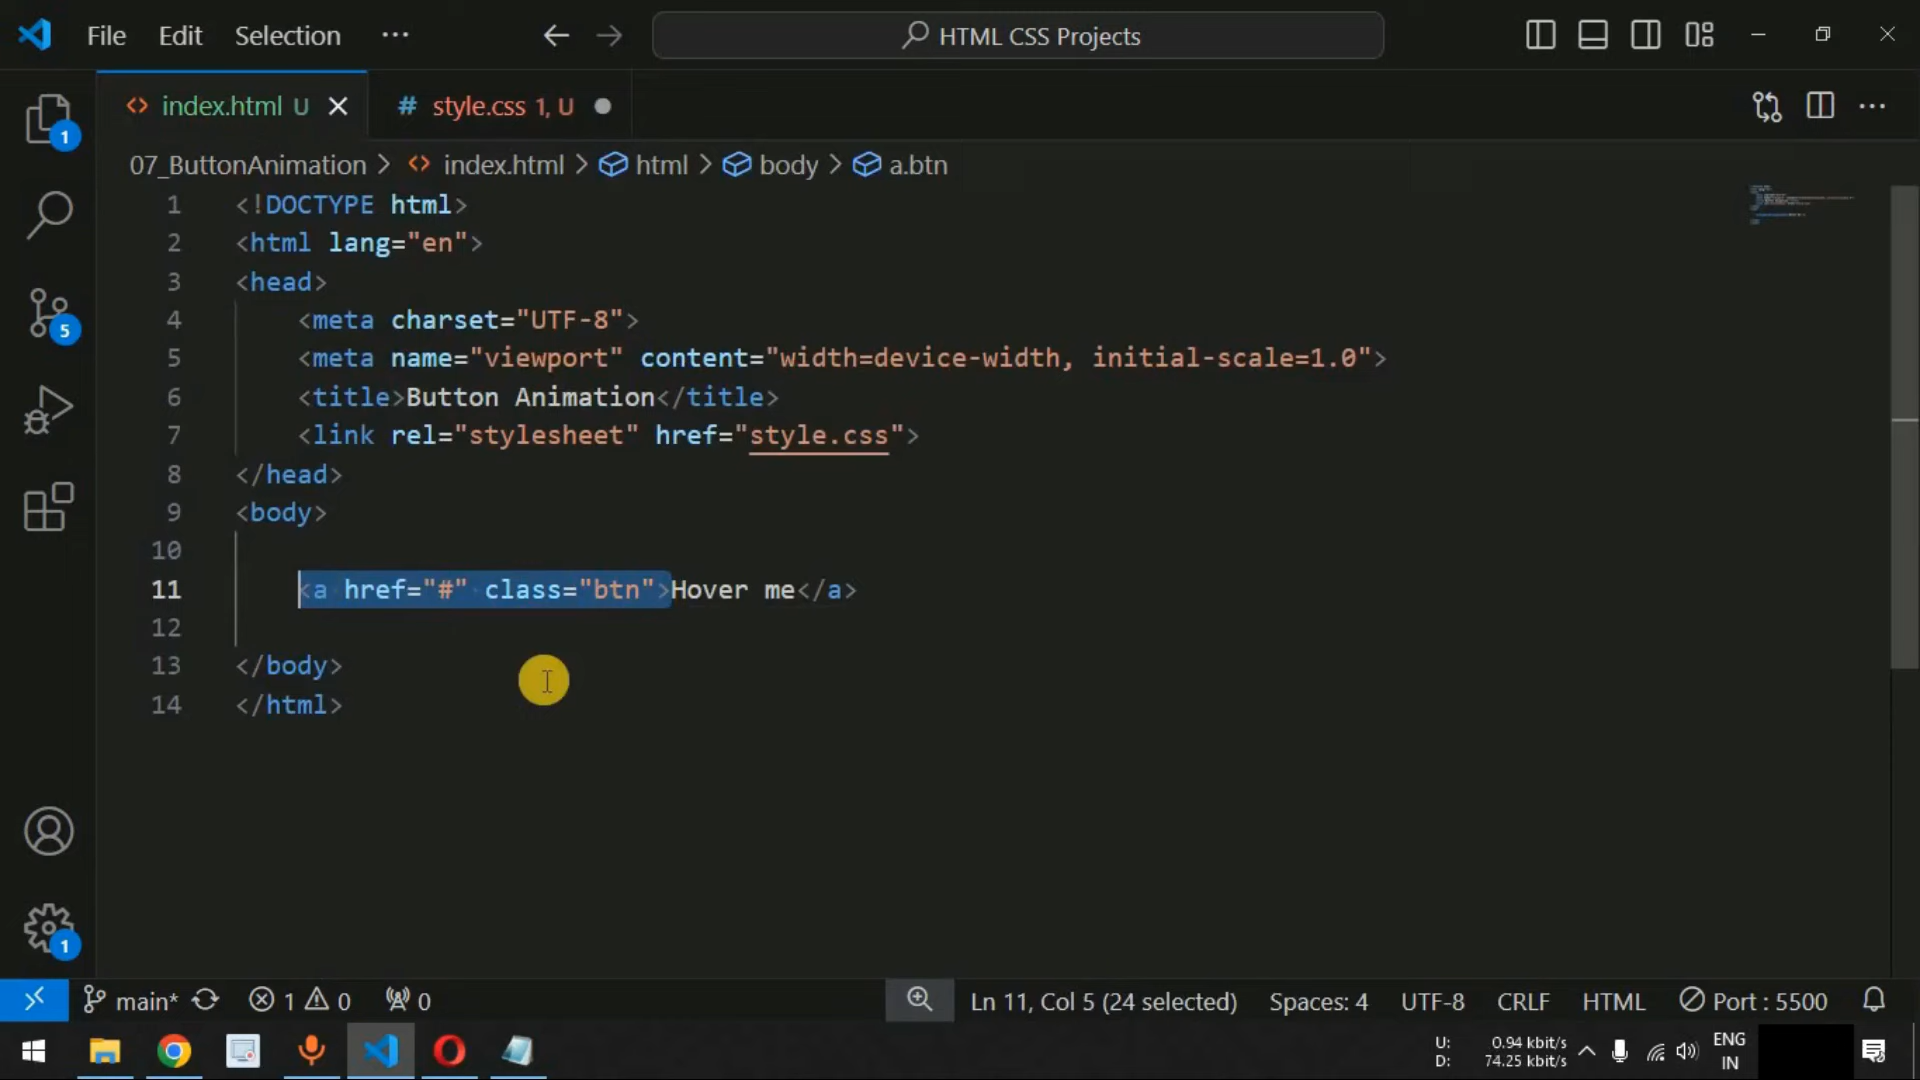 File Edit Selection ··· HTML CSS Projects
index.html U style.css 1, U
07_ButtonAnimation > index.html > html > body > a.btn
1 <!DOCTYPE html>
2 <html lang="en">
3 <head>
4 <meta charset="UTF-8">
5 <meta name="viewport" content="width=device-width, initial-scale=1.0">
6 <title>Button Animation</title>
7 <link rel="stylesheet" href="style.css">
8 </head>
9 <body>
10
11 <a href="#" class="btn">Hover me</a>
12
13 </body>
14 </html>
1
5
1
main* 1 0 0 Ln 11, Col 5 (24 selected) Spaces: 4 UTF-8 CRLF HTML Port : 5500
U: 0.94 kbit/s ENG
D: 74.25 kbit/s IN